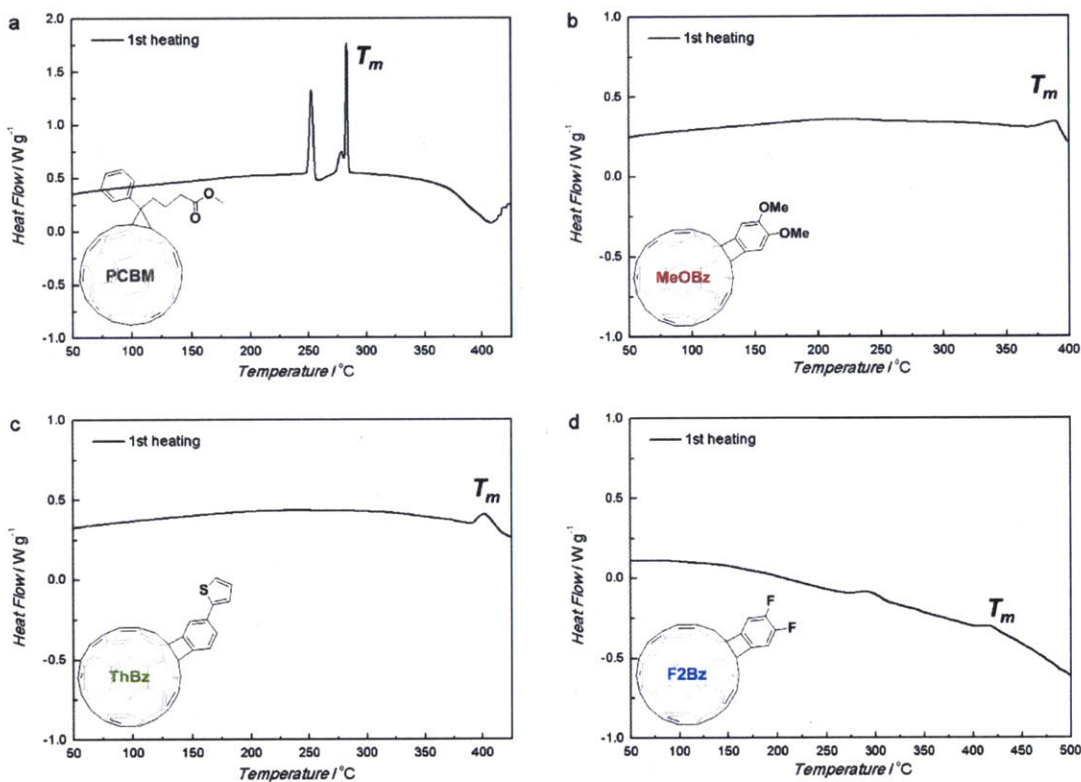 a
1st heating
Tm
2.0
1.5
1.0
0.5
0.0
-0.5
-1.0
Heat Flow / W g-1
O
O
PCBM
50 100 150 200 250 300 350 400
Temperature / °C
b
1st heating
Tm
1.0
0.5
0.0
-0.5
-1.0
Heat Flow / W g-1
OMe
OMe
MeOBz
50 100 150 200 250 300 350 400
Temperature / °C
c
1st heating
Tm
1.0
0.5
0.0
-0.5
-1.0
Heat Flow / W g-1
S
ThBz
50 100 150 200 250 300 350 400
Temperature / °C
d
1st heating
Tm
1.0
0.5
0.0
-0.5
-1.0
Heat Flow / W g-1
F
F
F2Bz
50 100 150 200 250 300 350 400 450 500
Temperature / °C